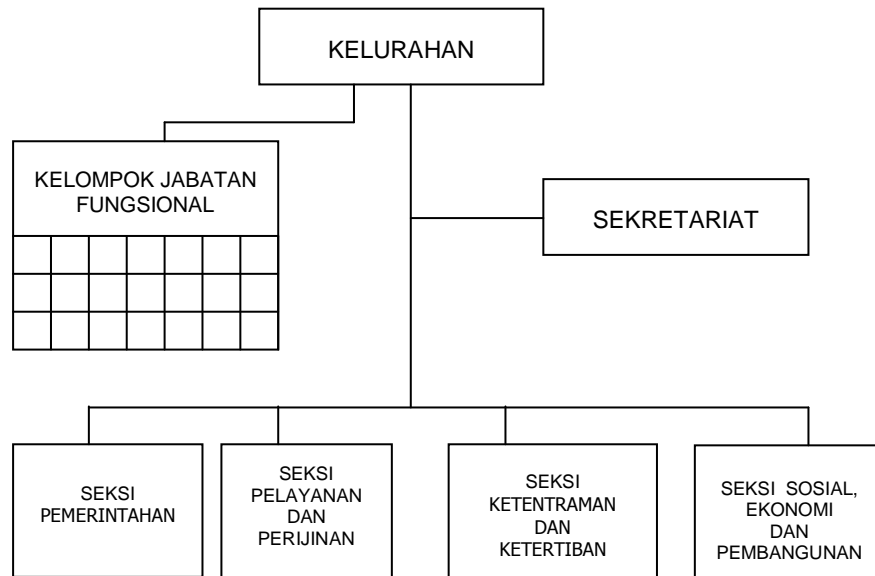 KELURAHAN
KELOMPOK JABATAN
FUNGSIONAL
SEKRETARIAT
SEKSI
PEMERINTAHAN
SEKSI
PELAYANAN
DAN
PERIJINAN
SEKSI
KETENTRAMAN
DAN
KETERTIBAN
SEKSI SOSIAL,
EKONOMI
DAN
PEMBANGUNAN